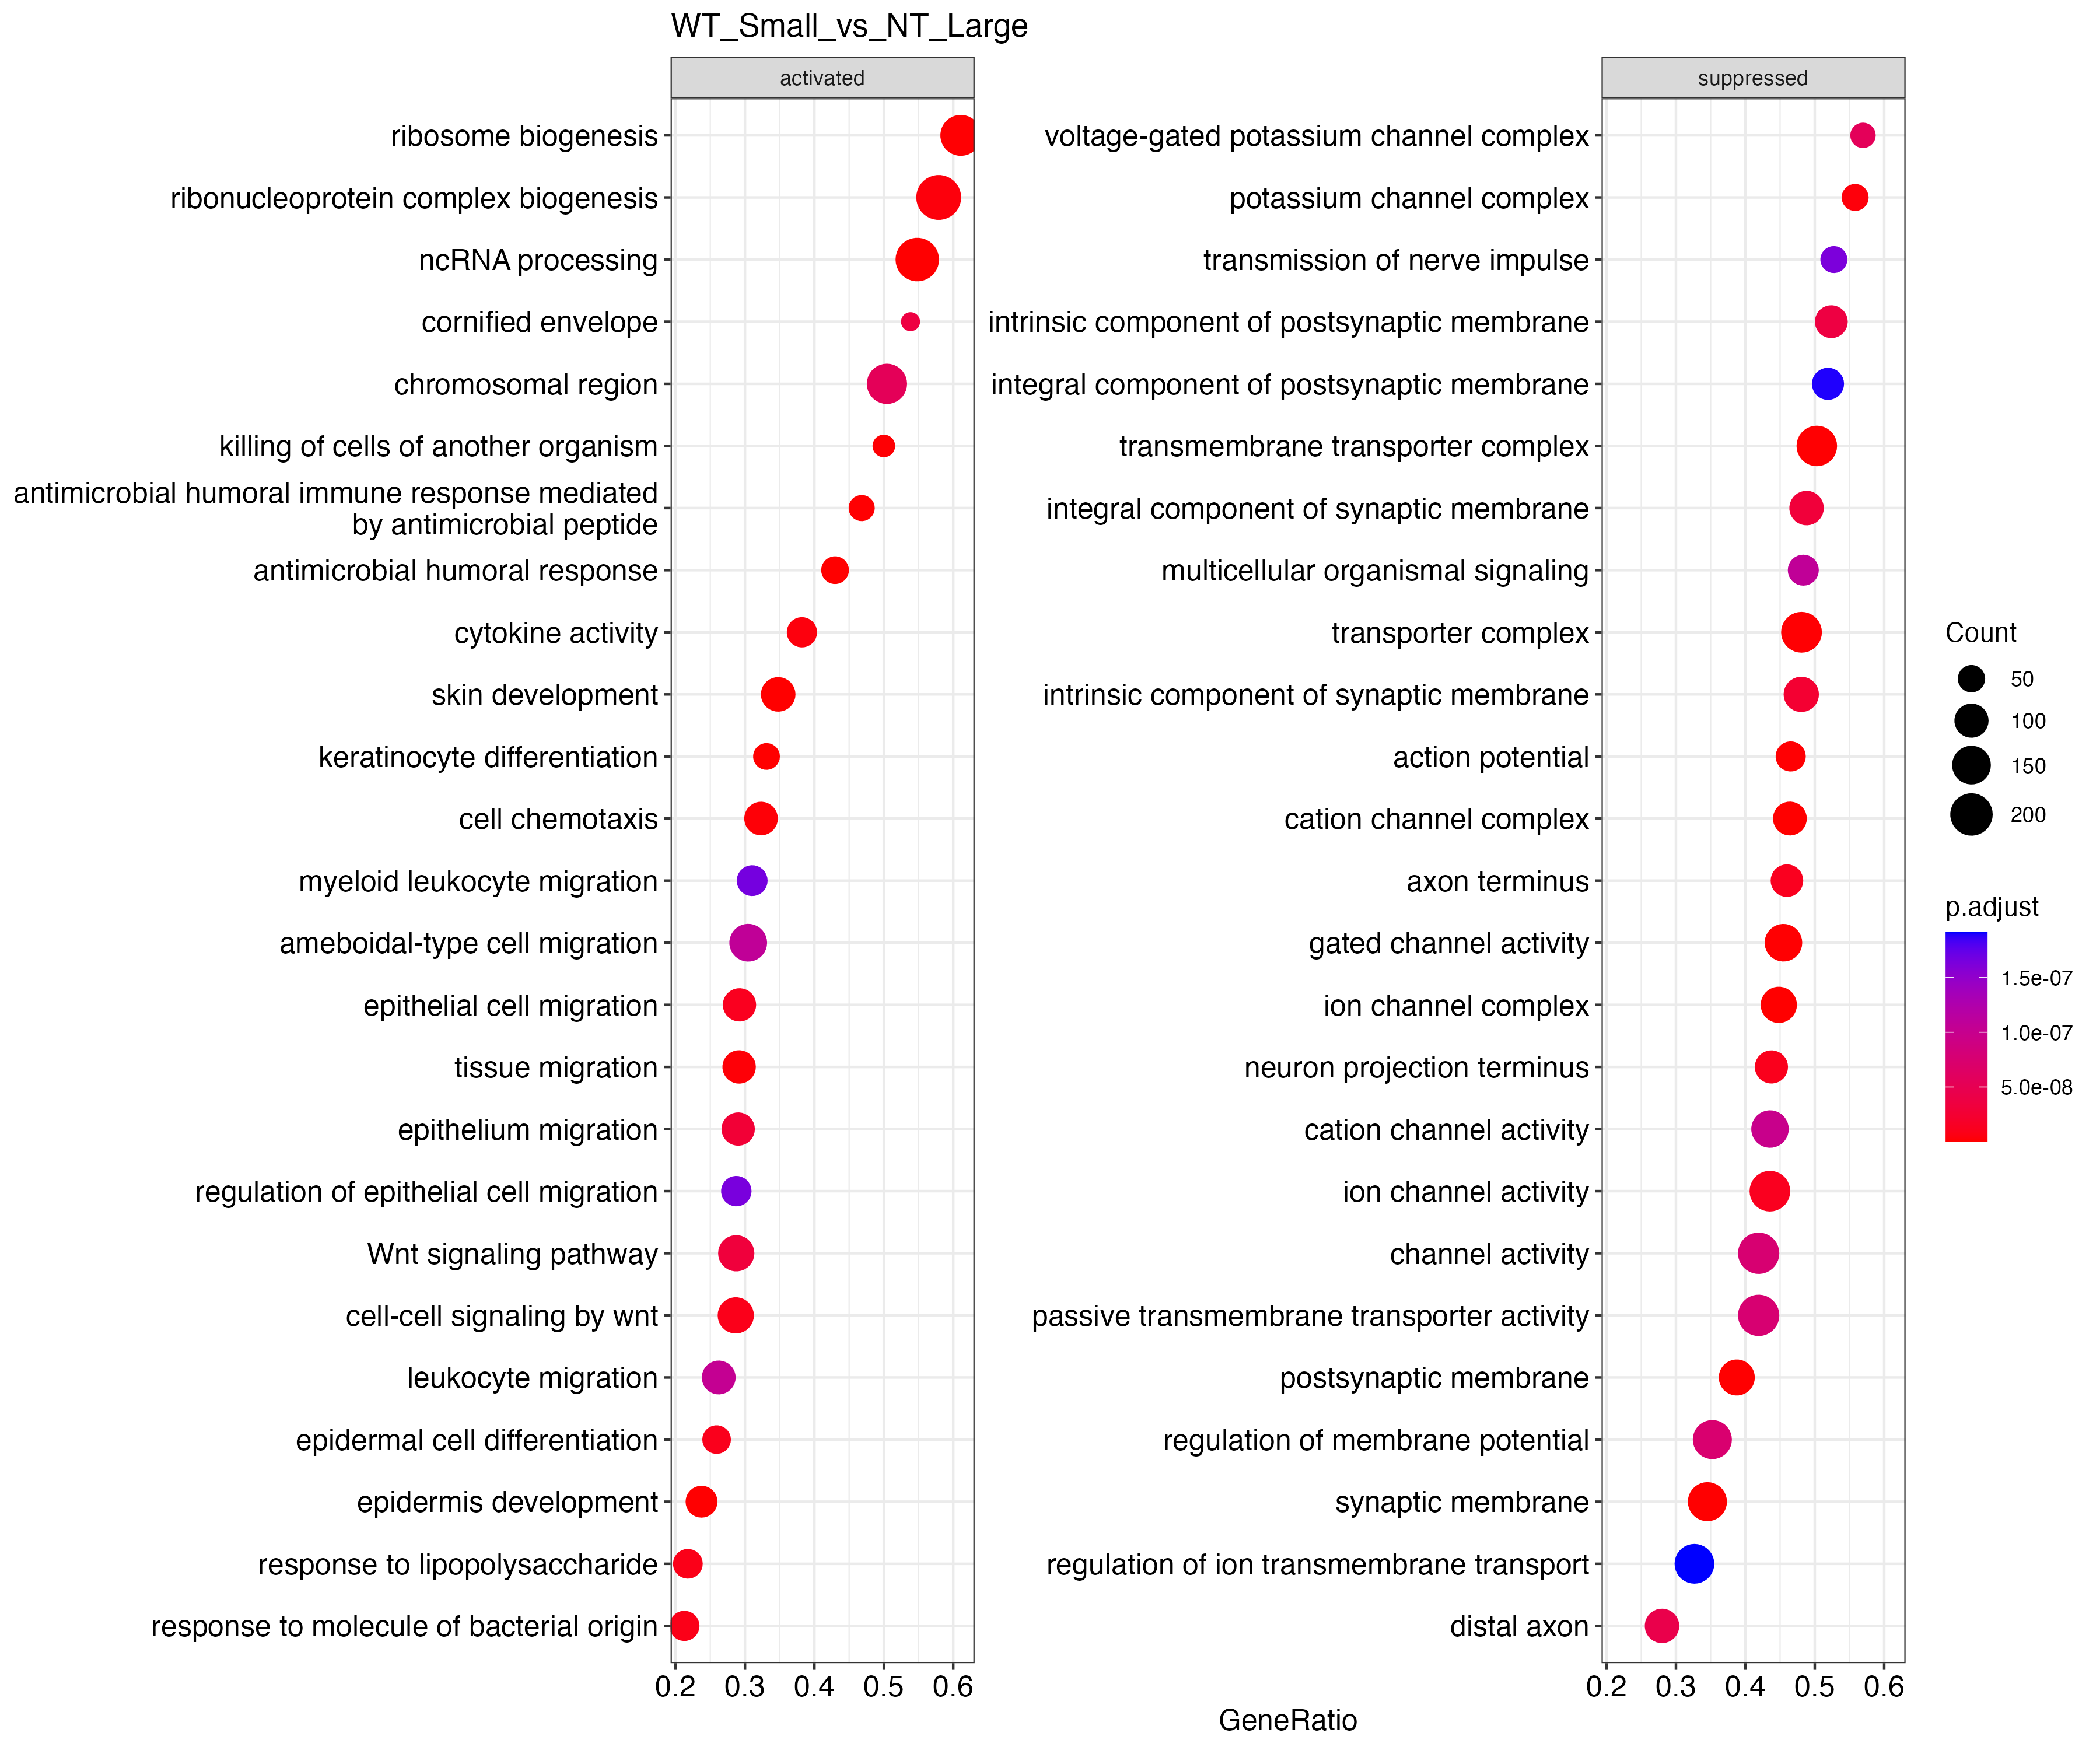 WT_Small_vs_NT_Large
activated
ribosome biogenesis
ribonucleoprotein complex biogenesis
ncRNA processing
cornified envelope
chromosomal region
killing of cells of another organism
antimicrobial humoral immune response mediated
by antimicrobial peptide
antimicrobial humoral response
cytokine activity
skin development
keratinocyte differentiation
cell chemotaxis
myeloid leukocyte migration
ameboidal-type cell migration
epithelial cell migration
tissue migration
epithelium migration
regulation of epithelial cell migration
Wnt signaling pathway
cell-cell signaling by wnt
leukocyte migration
epidermal cell differentiation
epidermis development
response to lipopolysaccharide
response to molecule of bacterial origin
0.2 0.3 0.4 0.5 0.6
suppressed
voltage-gated potassium channel complex
potassium channel complex
transmission of nerve impulse
intrinsic component of postsynaptic membrane
integral component of postsynaptic membrane
transmembrane transporter complex
integral component of synaptic membrane
multicellular organismal signaling
transporter complex
intrinsic component of synaptic membrane
action potential
cation channel complex
axon terminus
gated channel activity
ion channel complex
neuron projection terminus
cation channel activity
ion channel activity
channel activity
passive transmembrane transporter activity
postsynaptic membrane
regulation of membrane potential
synaptic membrane
regulation of ion transmembrane transport
distal axon
0.2 0.3 0.4 0.5 0.6
GeneRatio
Count
50
100
150
200
p.adjust
1.5e-07
1.0e-07
5.0e-08